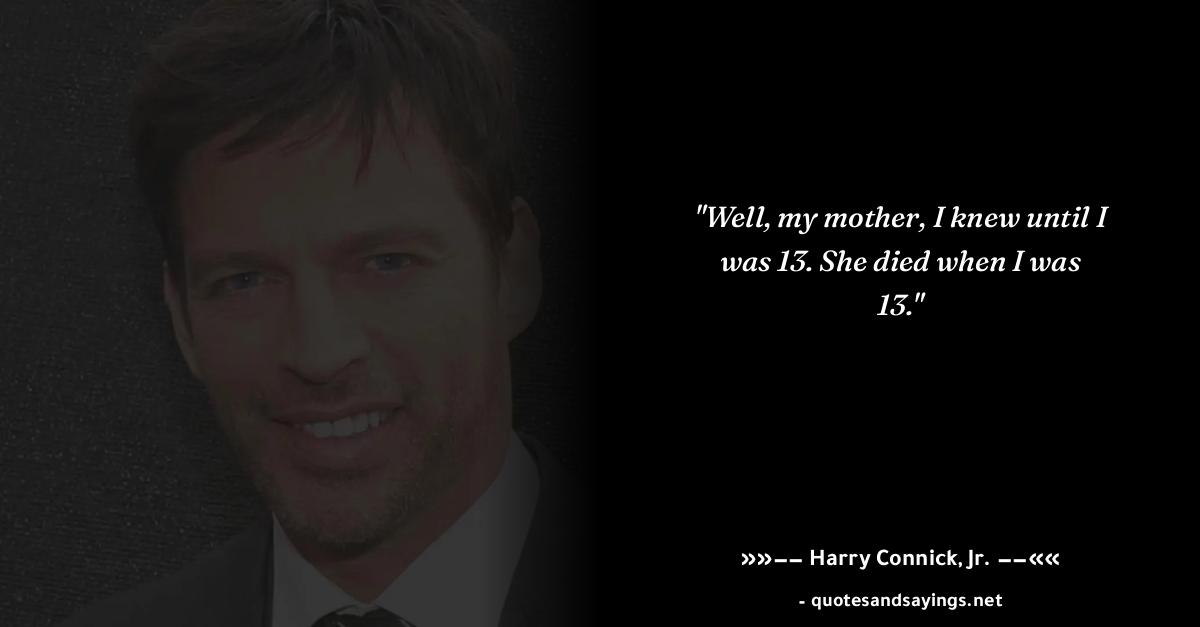 "Well, my mother, I knew until I
was 13. She died when I was
13."
»»–– Harry Connick, Jr. ––««
- quotesandsayings.net